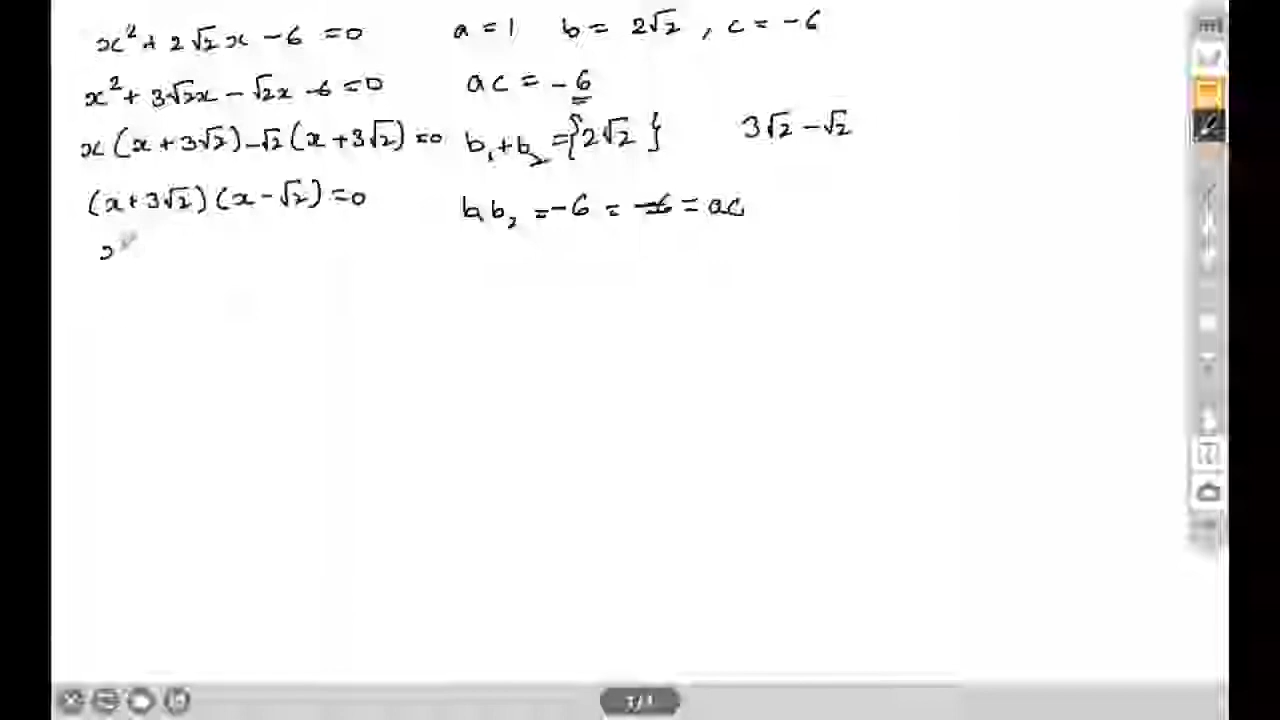 x² + 2√2x - 6 = 0
a = 1 b = 2√2, c = -6
x² + 3√2x - √2x - 6 = 0
ac = -6
x(x + 3√2) - √2(x + 3√2) = 0
b₁ + b₂ = {2√2}
3√2 - √2
(x + 3√2)(x - √2) = 0
b₁b₂ = -6 = -6 = ac
x